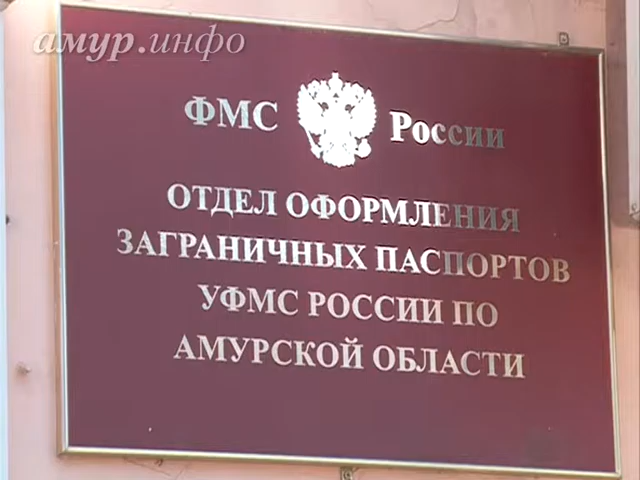 амур.инфо
ФМС России
ОТДЕЛ ОФОРМЛЕНИЯ
ЗАГРАНИЧНЫХ ПАСПОРТОВ
УФМС РОССИИ ПО
АМУРСКОЙ ОБЛАСТИ